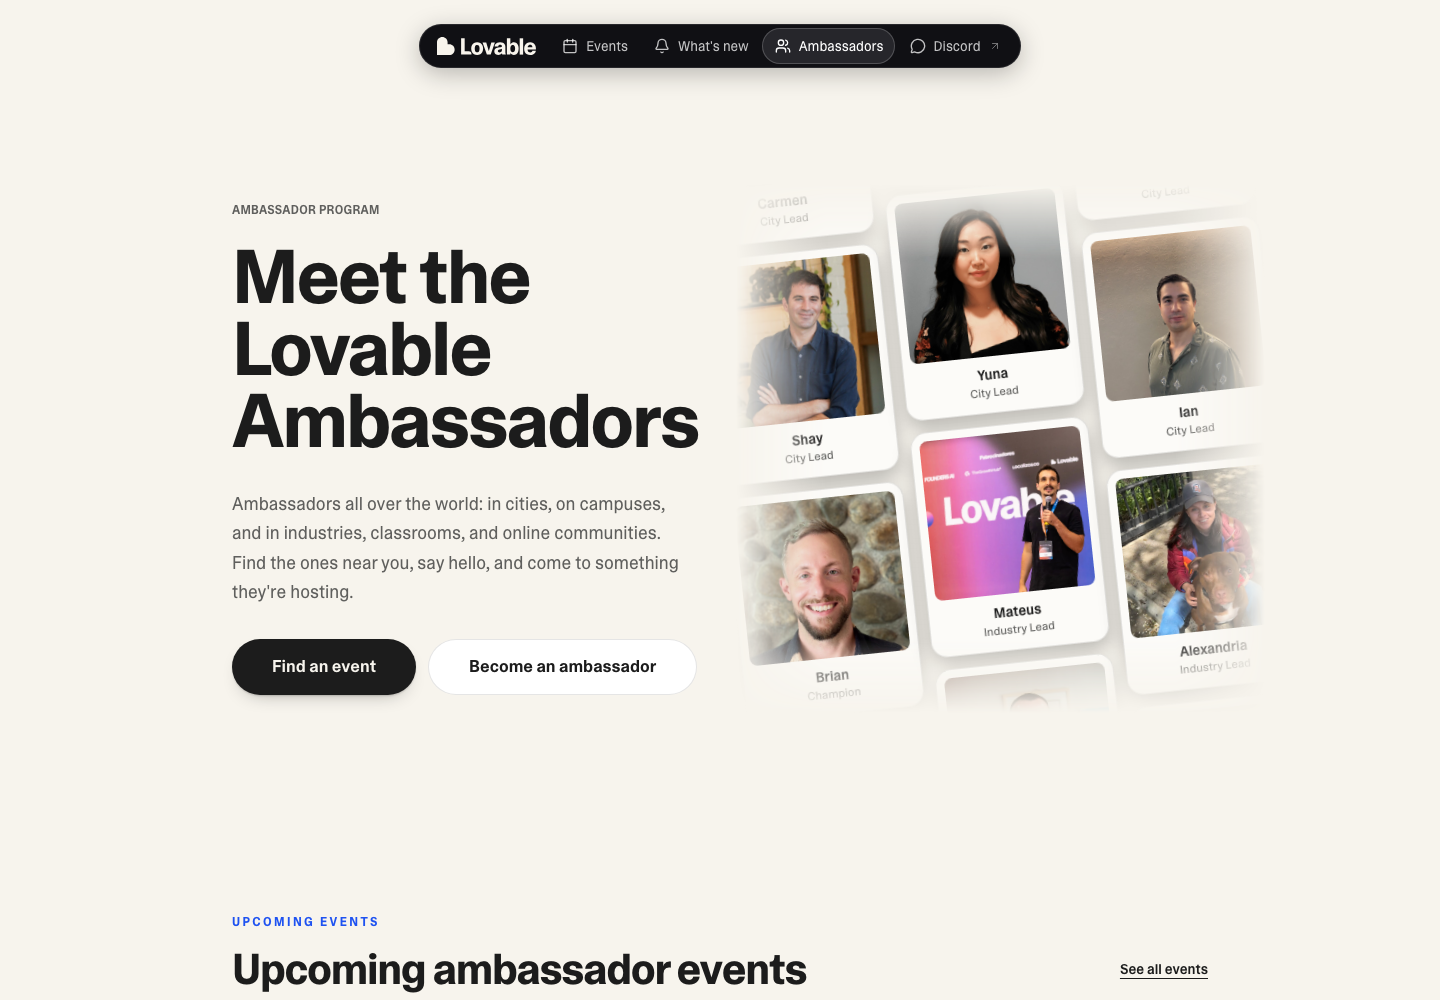 Lovable
Events
What's new
Ambassadors
Discord
AMBASSADOR PROGRAM
Meet the
Lovable
Ambassadors
Ambassadors all over the world: in cities, on campuses,
and in industries, classrooms, and online communities.
Find the ones near you, say hello, and come to something
they're hosting.
Find an event
Become an ambassador
Carmen
City Lead
City Lead
Yuna
City Lead
Shay
City Lead
Ian
City Lead
Lovable
Lovable
Mateus
Industry Lead
Brian
Champion
Alexandria
Industry Lead
UPCOMING EVENTS
Upcoming ambassador events
See all events